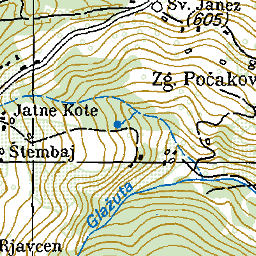 Sv. Janez
(605)
Zg. Počakov
Jatne Kote
Štembaj
Glažuta
Rjavcen